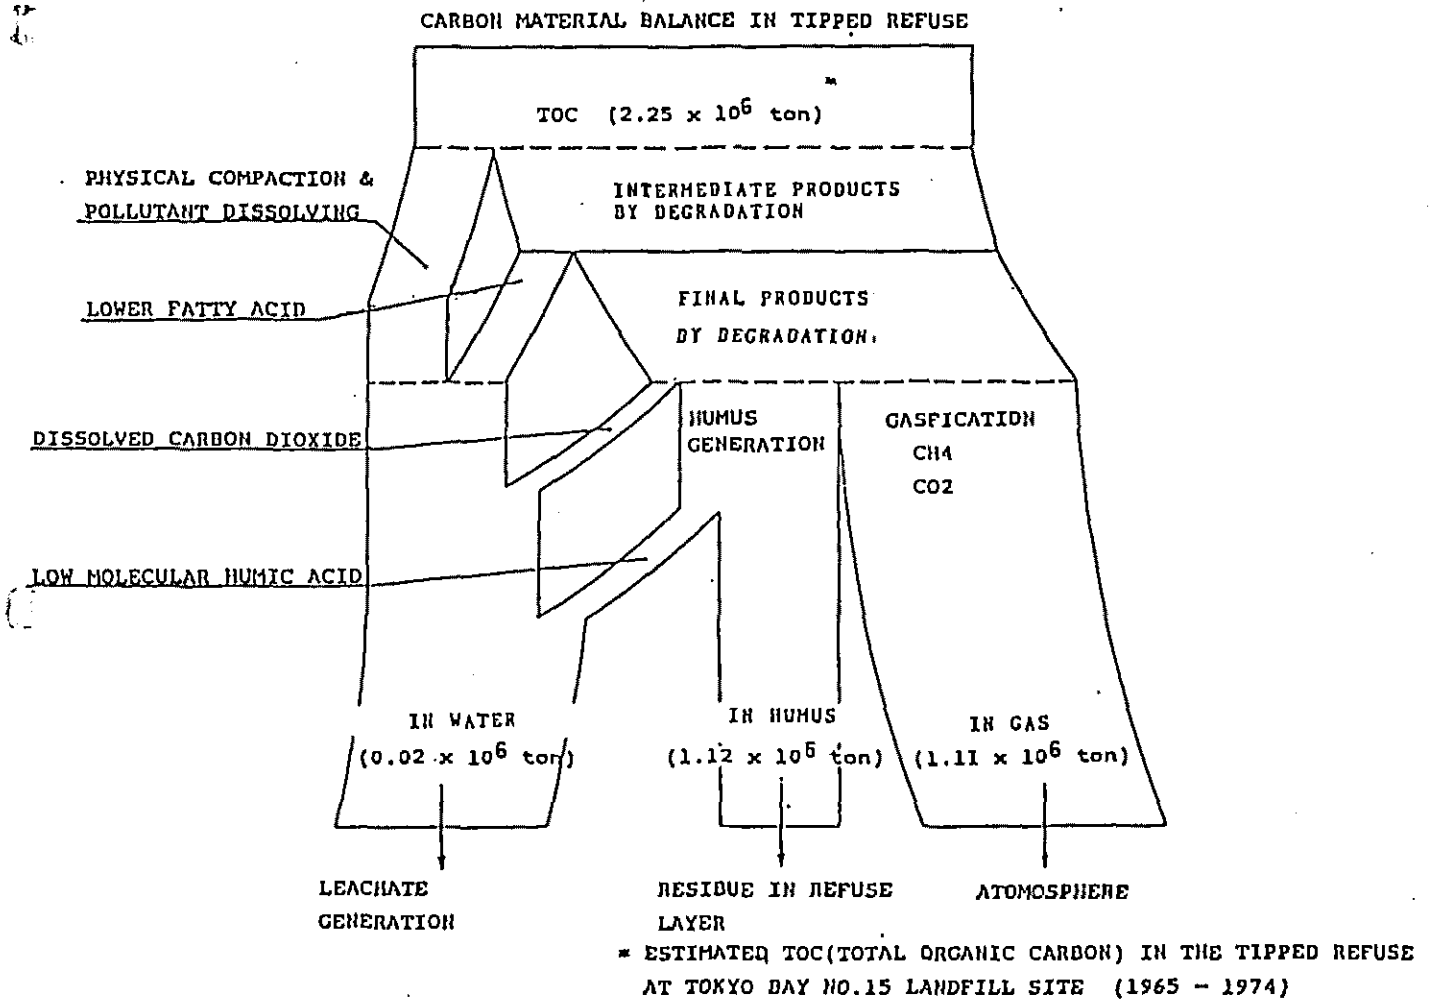 CARBON MATERIAL BALANCE IN TIPPED REFUSE
TOC (2.25 x 10⁶ ton)*
PHYSICAL COMPACTION &
POLLUTANT DISSOLVING
INTERMEDIATE PRODUCTS
BY DEGRADATION
LOWER FATTY ACID
FINAL PRODUCTS
BY DEGRADATION.
DISSOLVED CARBON DIOXIDE
HUMUS
GENERATION
GASFICATION
CH4
CO2
LOW MOLECULAR HUMIC ACID
IN WATER
(0.02 x 10⁶ ton)
IN HUMUS
(1.12 x 10⁶ ton)
IN GAS
(1.11 x 10⁶ ton)
LEACHATE
GENERATION
RESIDUE IN REFUSE
LAYER
ATOMOSPHERE
* ESTIMATED TOC(TOTAL ORGANIC CARBON) IN THE TIPPED REFUSE
AT TOKYO BAY NO.15 LANDFILL SITE (1965 - 1974)